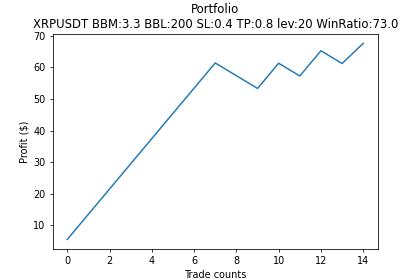 Portfolio
XRPUSDT BBM:3.3 BBL:200 SL:0.4 TP:0.8 lev:20 WinRatio:73.0
70
60
50
40
30
20
10
Profit ($)
0 2 4 6 8 10 12 14
Trade counts